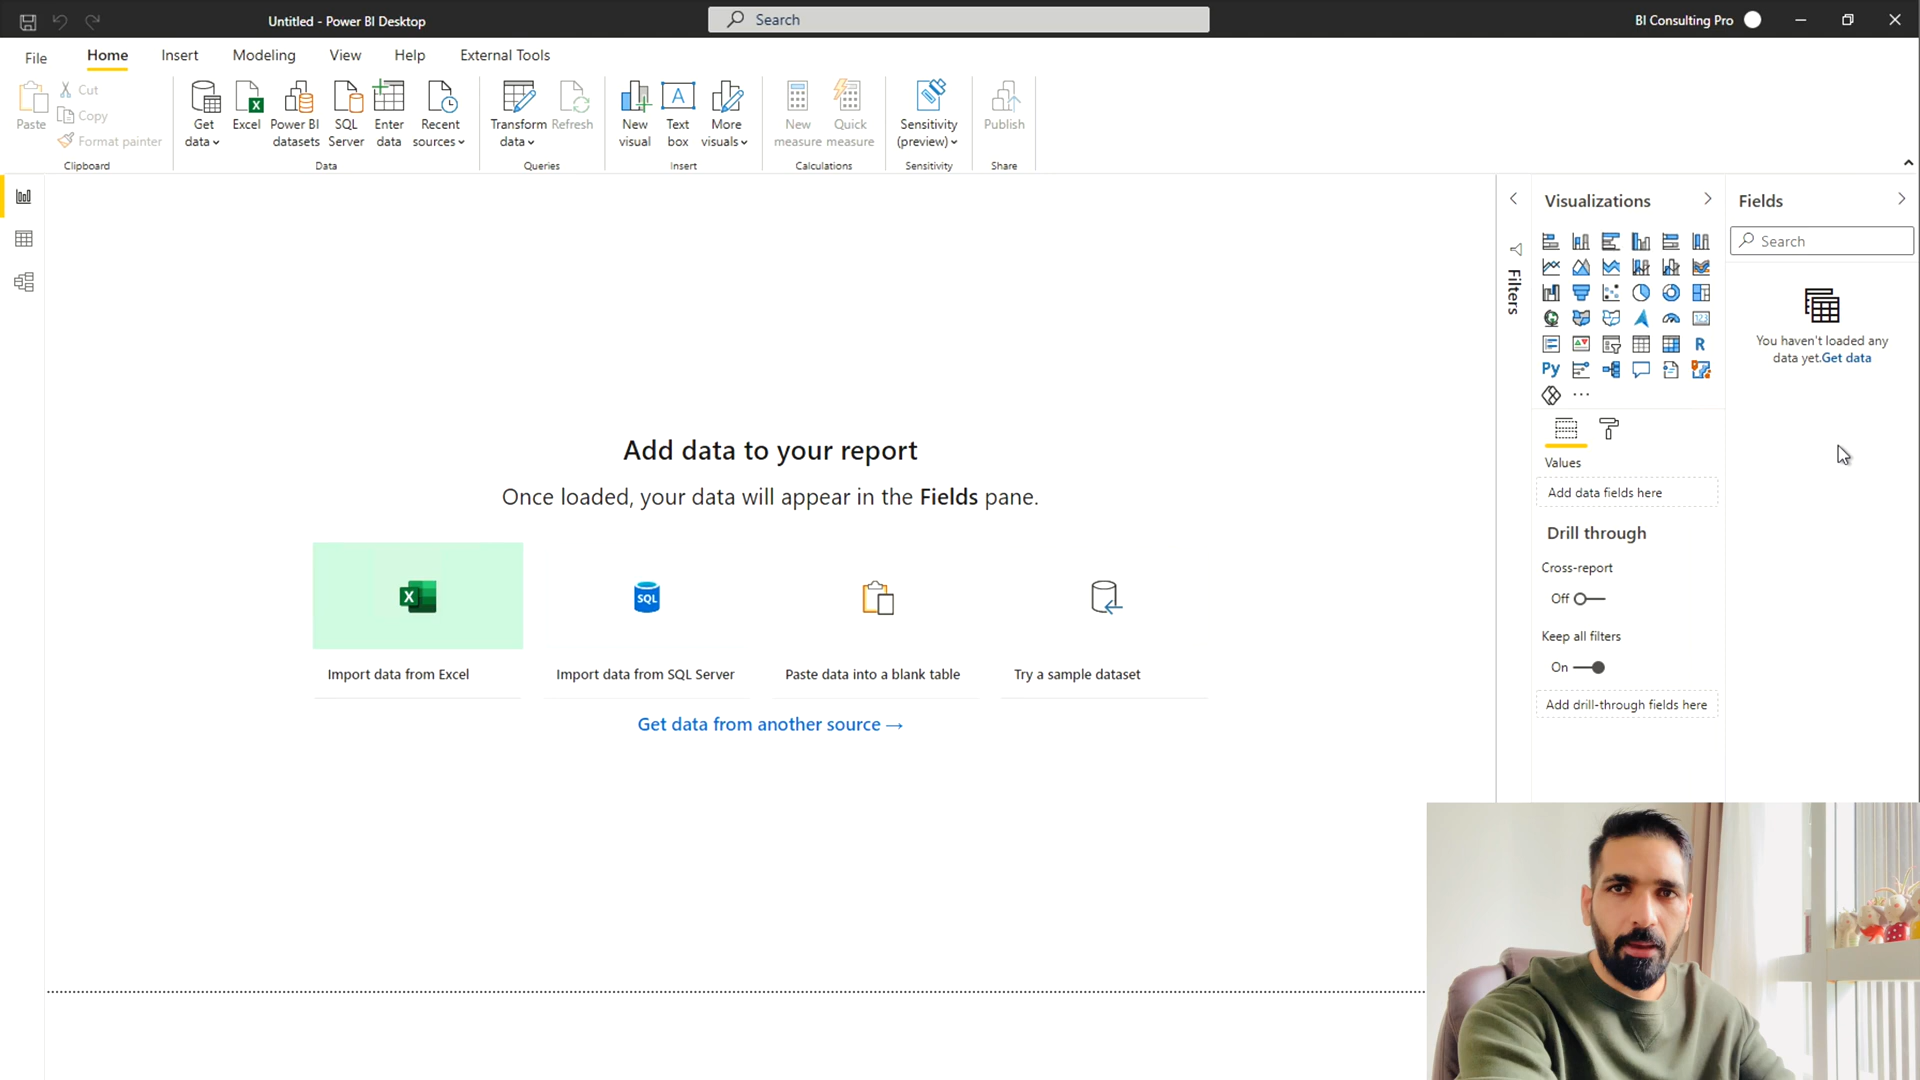 Untitled - Power BI Desktop
Search
BI Consulting Pro
File
Home
Insert
Modeling
View
Help
External Tools
Paste
Cut
Copy
Format painter
Clipboard
Get data
Excel
Power BI datasets
SQL Server
Enter data
Recent sources
Data
Transform data
Refresh
Queries
New visual
Text box
More visuals
Insert
New measure
Quick measure
Calculations
Sensitivity (preview)
Sensitivity
Publish
Share
Filters
Visualizations
123
R
Py
Values
Add data fields here
Drill through
Cross-report
Off
Keep all filters
On
Add drill-through fields here
Fields
Search
You haven't loaded any
data yet.Get data
Add data to your report
Once loaded, your data will appear in the Fields pane.
X
SQL
Import data from Excel
Import data from SQL Server
Paste data into a blank table
Try a sample dataset
Get data from another source →